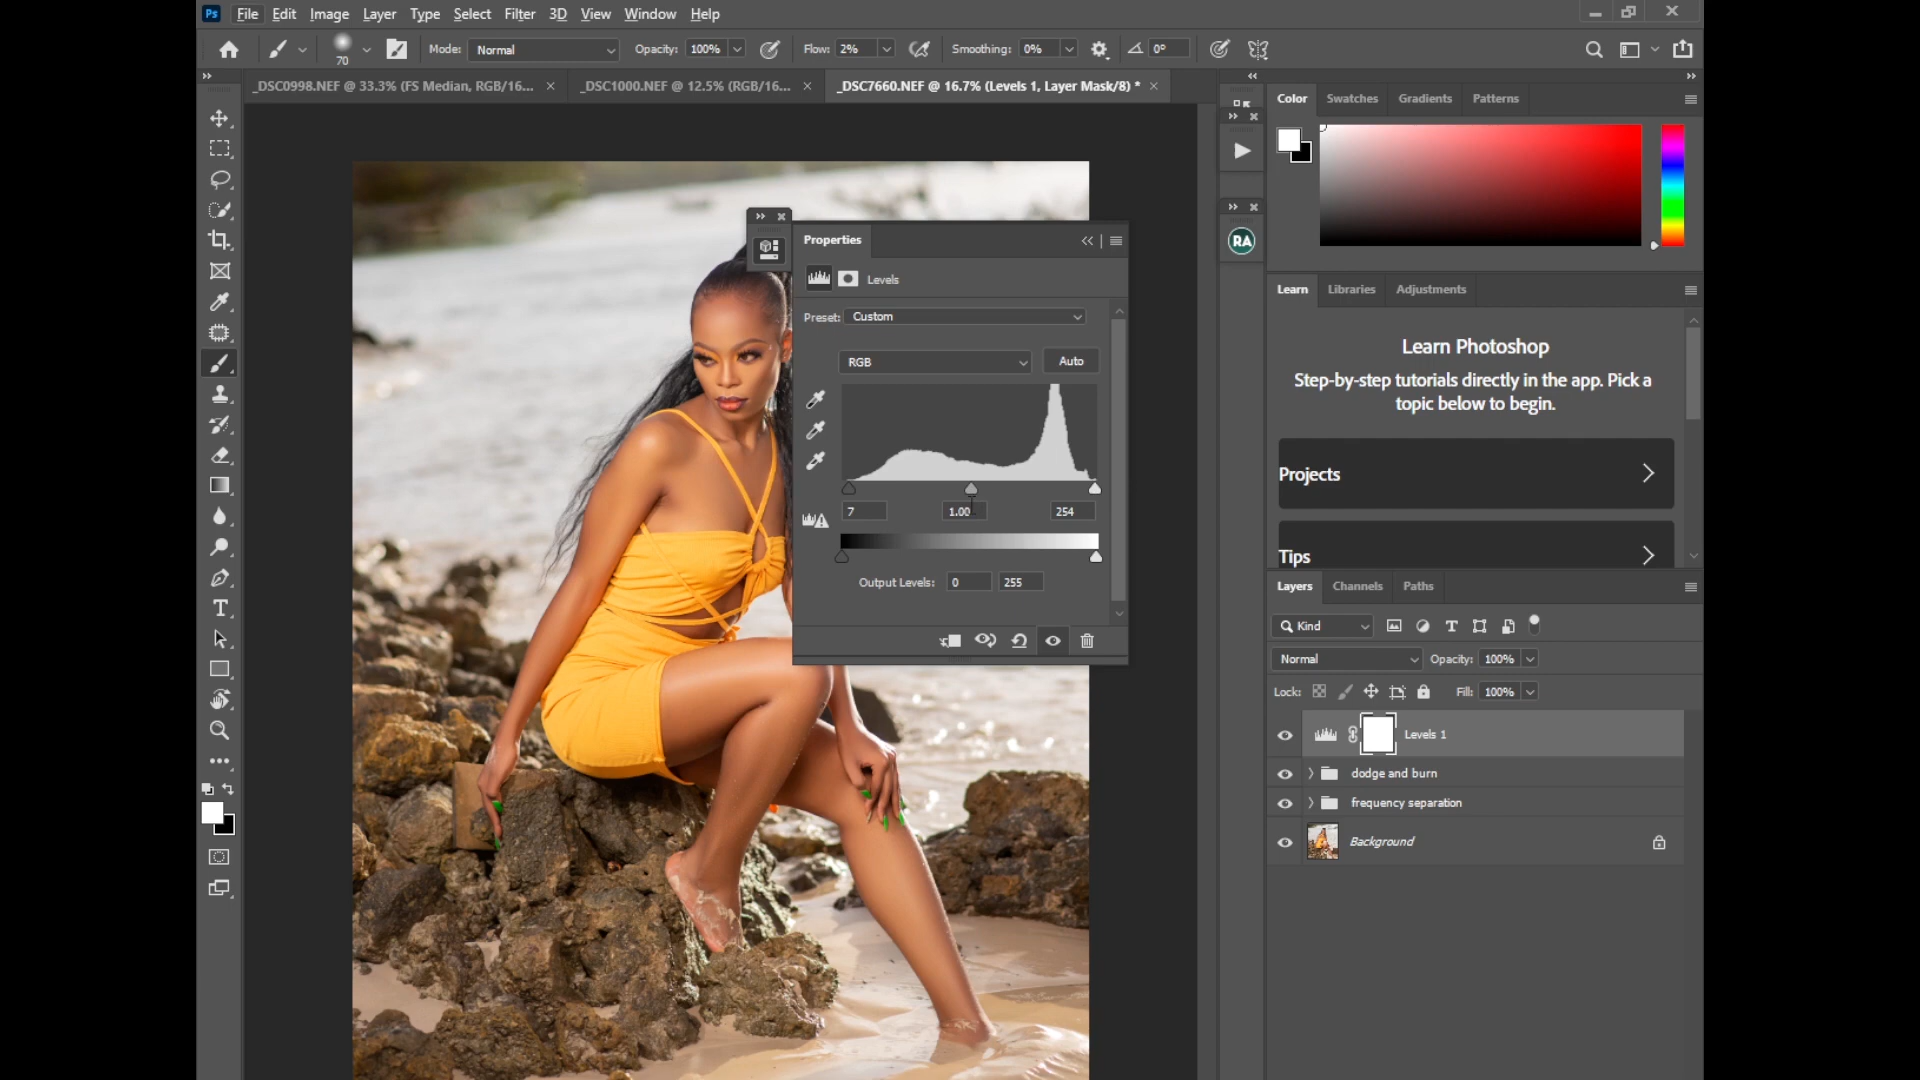 Ps File Edit Image Layer Type Select Filter 3D View Window Help
70 Mode: Normal Opacity: 100% Flow: 2% Smoothing: 0% 0°
_DSC0998.NEF @ 33.3% (FS Median, RGB/16... _DSC1000.NEF @ 12.5% (RGB/16... _DSC7660.NEF @ 16.7% (Levels 1, Layer Mask/8) *
Color Swatches Gradients Patterns
Properties
RA
Levels
Preset: Custom
RGB Auto
7 1.00 254
Output Levels: 0 255
Learn Libraries Adjustments
Learn Photoshop
Step-by-step tutorials directly in the app. Pick a
topic below to begin.
Projects
Tips
Layers Channels Paths
Kind
Normal Opacity: 100%
Lock: Fill: 100%
Levels 1
dodge and burn
frequency separation
Background